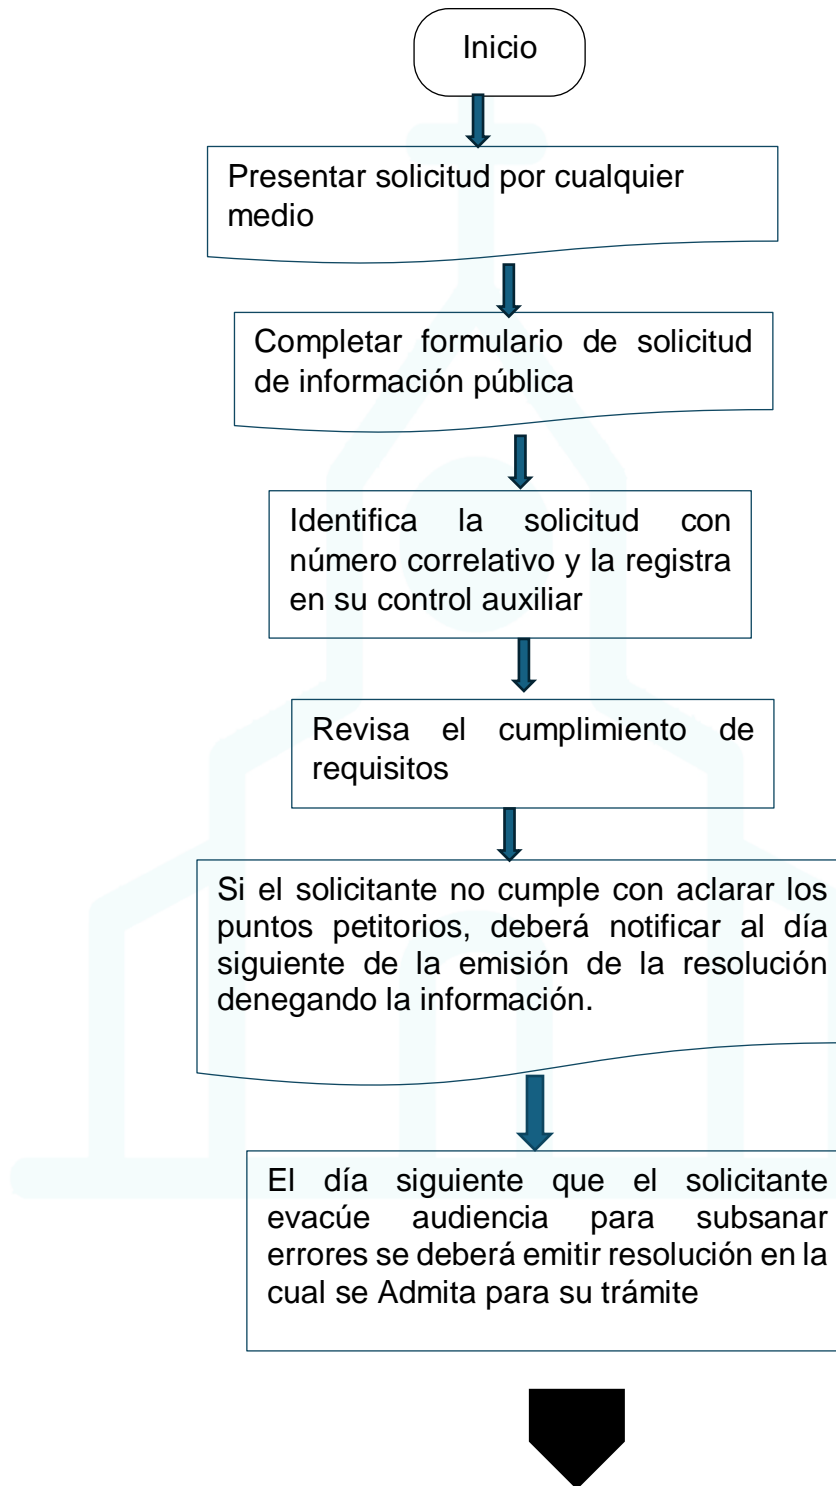 Inicio
Presentar solicitud por cualquier
medio
Completar formulario de solicitud
de información pública
Identifica la solicitud con
número correlativo y la registra
en su control auxiliar
Revisa el cumplimiento de
requisitos
Si el solicitante no cumple con aclarar los
puntos petitorios, deberá notificar al día
siguiente de la emisión de la resolución
denegando la información.
El día siguiente que el solicitante
evacúe audiencia para subsanar
errores se deberá emitir resolución en la
cual se Admita para su trámite